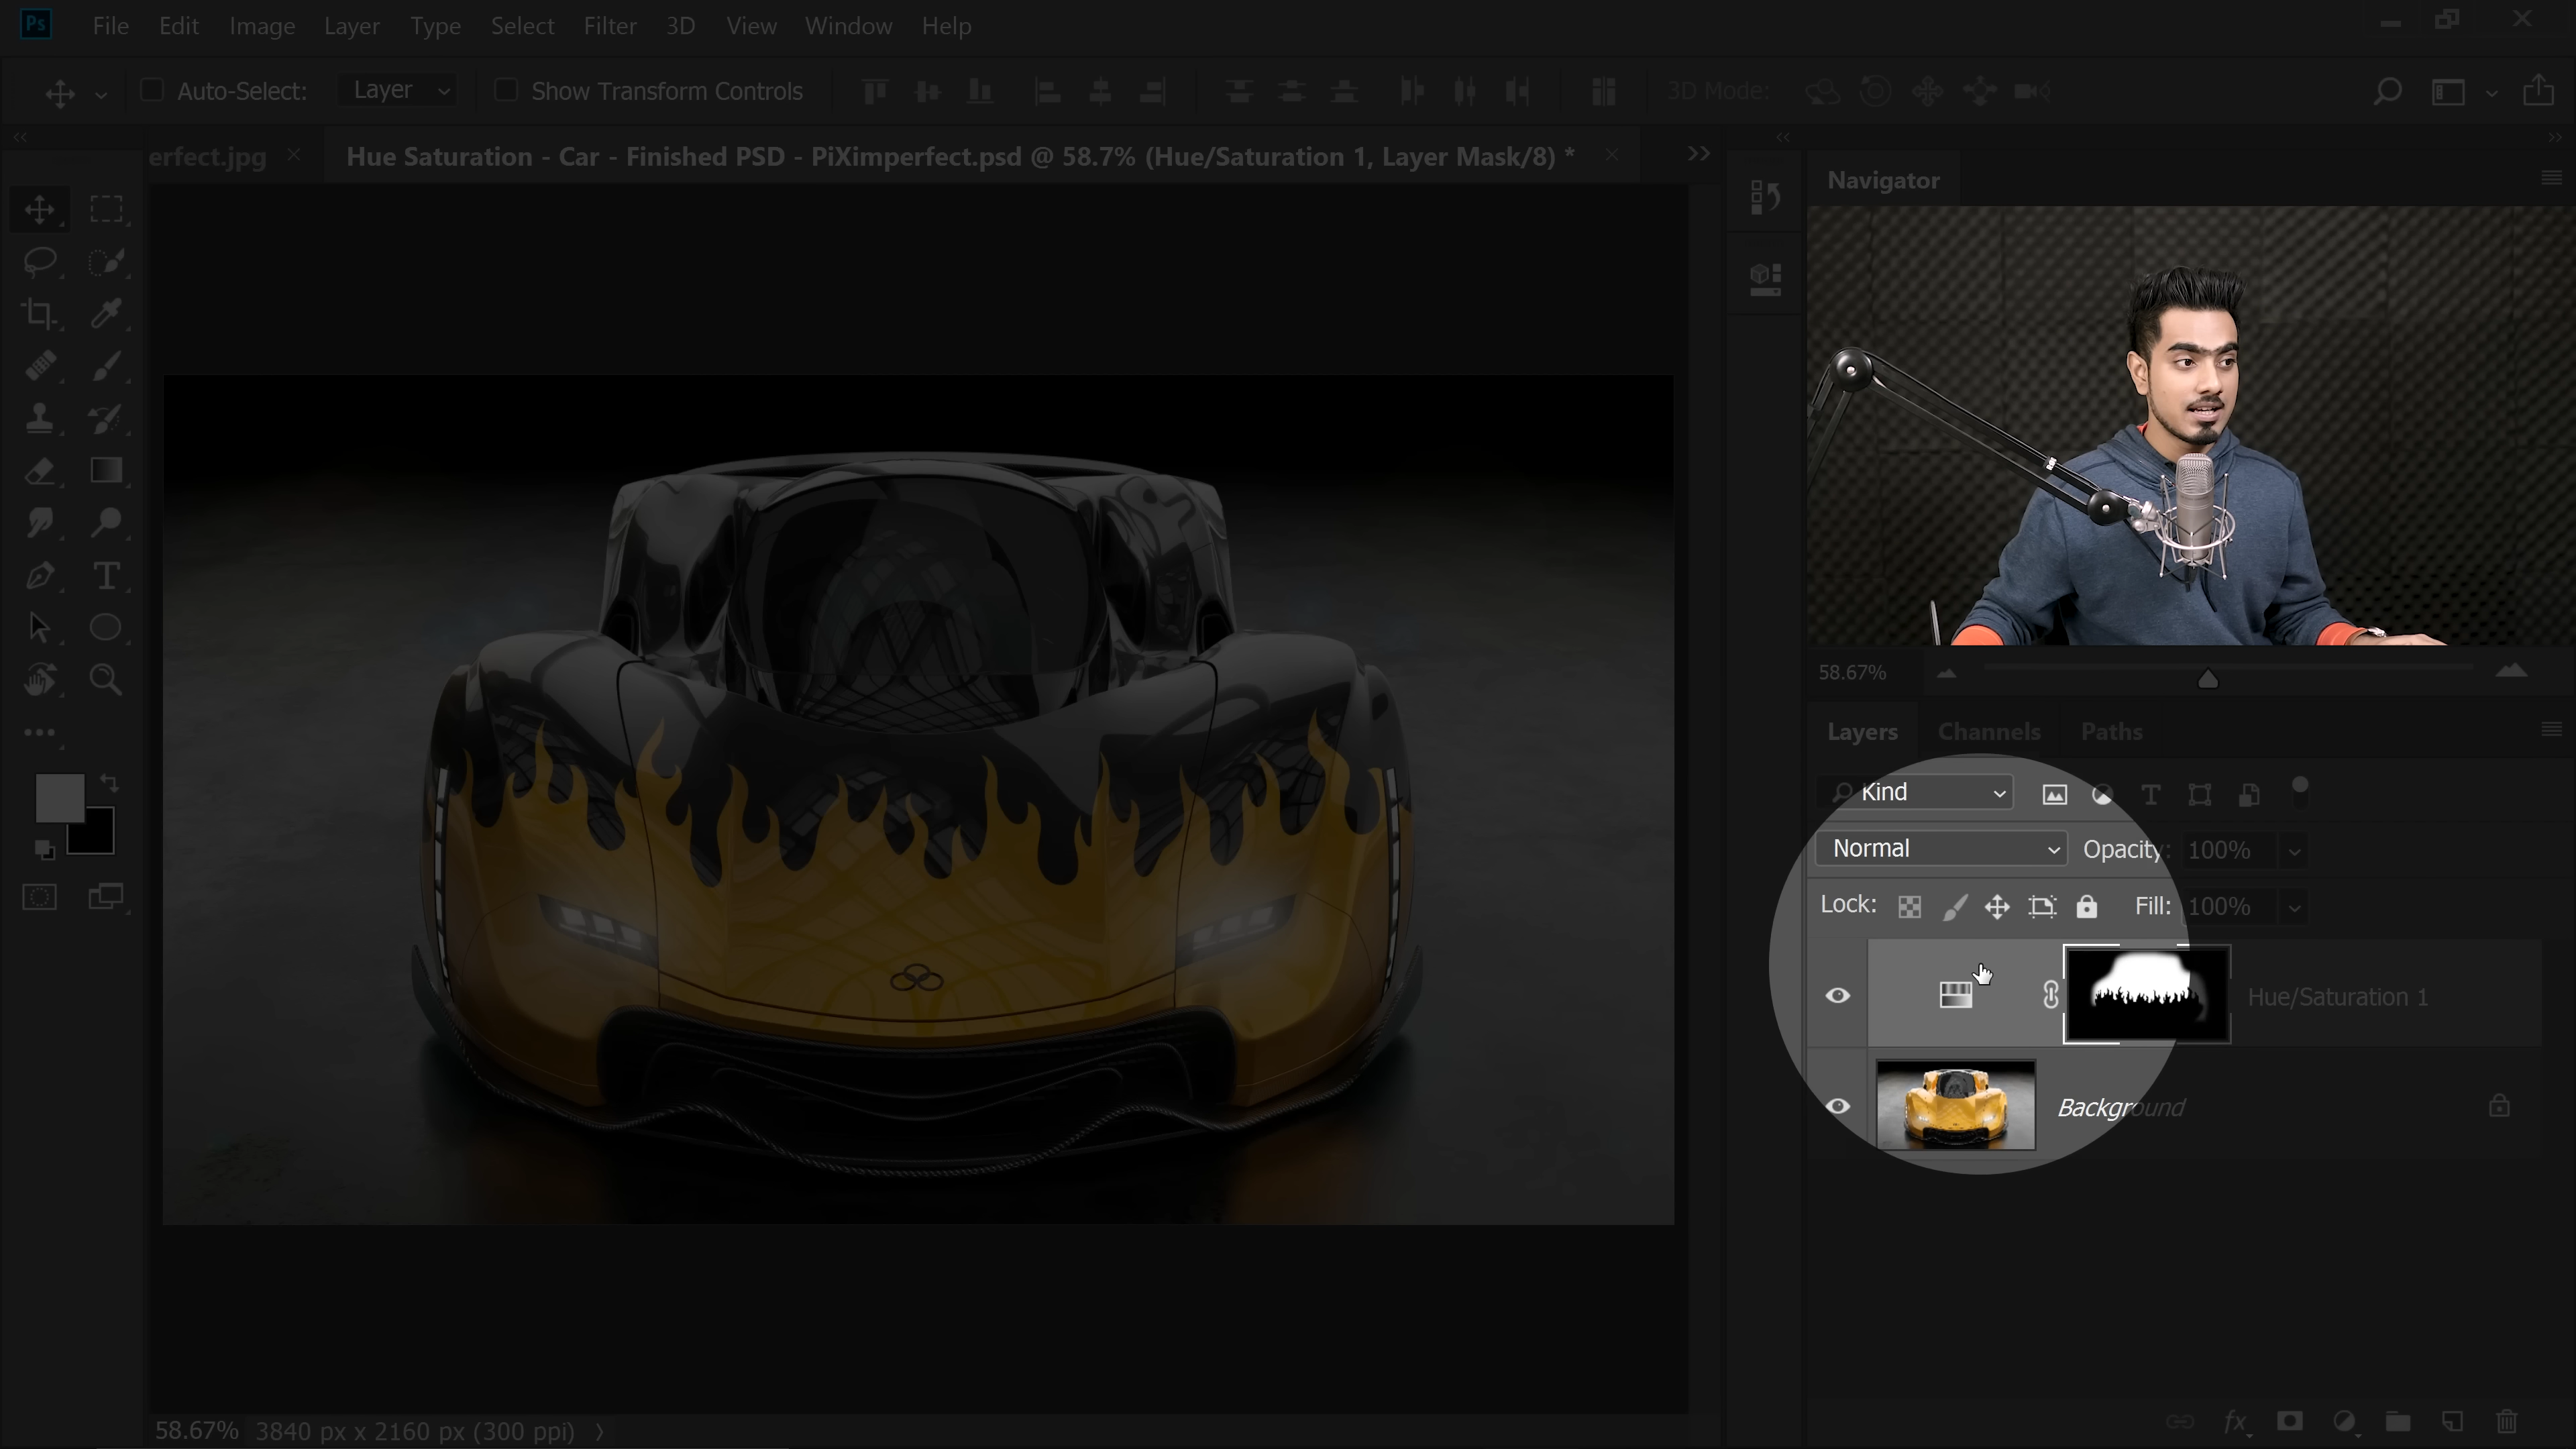 Ps File Edit Image Layer Type Select Filter 3D View Window Help
Auto-Select: Layer Show Transform Controls 3D Mode:
erfect.jpg × Hue Saturation - Car - Finished PSD - PiXimperfect.psd @ 58.7% (Hue/Saturation 1, Layer Mask/8) * ×
Navigator
58.67%
Layers Channels Paths
Kind
Normal Opacity: 100%
Lock: Fill: 100%
Hue/Saturation 1
Background
fx
58.67% 3840 px x 2160 px (300 ppi)